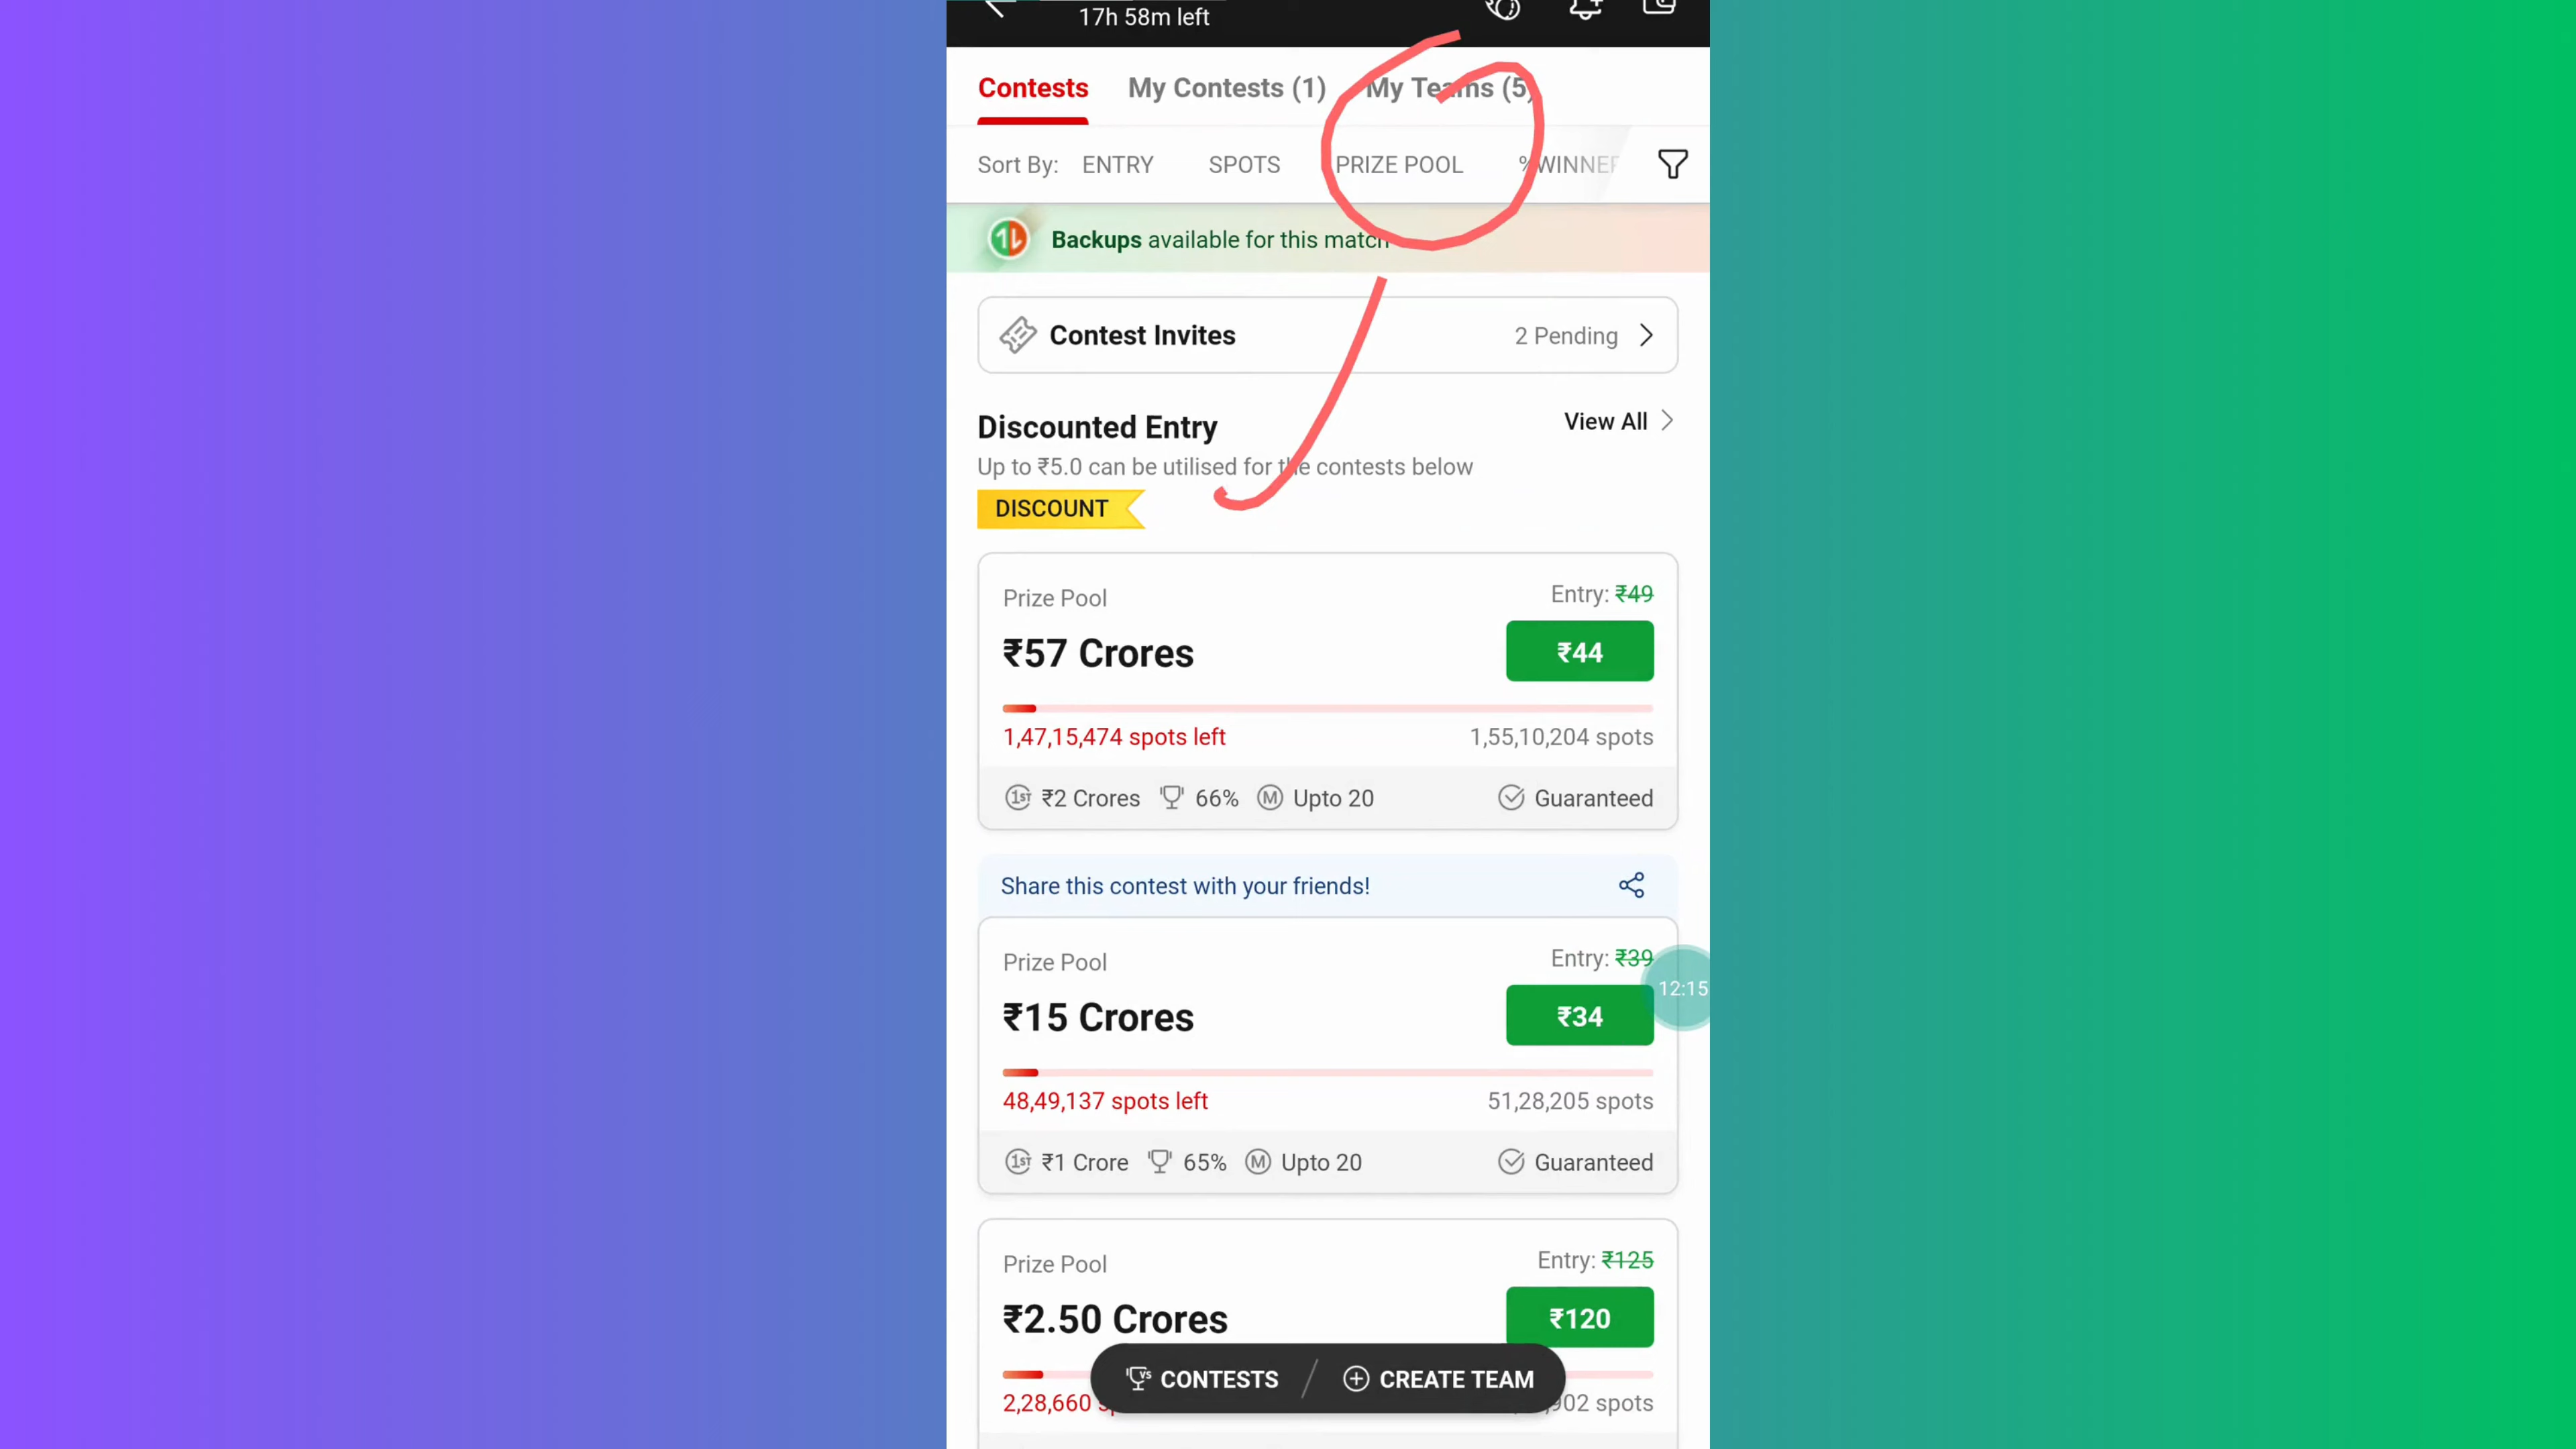 17h 58m left
Contests My Contests (1) My Teams (5)
Sort By: ENTRY SPOTS PRIZE POOL %WINNER
Backups available for this match
Contest Invites 2 Pending
Discounted Entry View All
Up to ₹5.0 can be utilised for the contests below
DISCOUNT
Prize Pool Entry: ₹49
₹57 Crores ₹44
1,47,15,474 spots left 1,55,10,204 spots
1ST ₹2 Crores 66% M Upto 20 Guaranteed
Share this contest with your friends!
Prize Pool Entry: ₹39
₹15 Crores ₹34
12:15
48,49,137 spots left 51,28,205 spots
1ST ₹1 Crore 65% M Upto 20 Guaranteed
Prize Pool Entry: ₹125
₹2.50 Crores ₹120
VS CONTESTS CREATE TEAM
2,28,660 902 spots